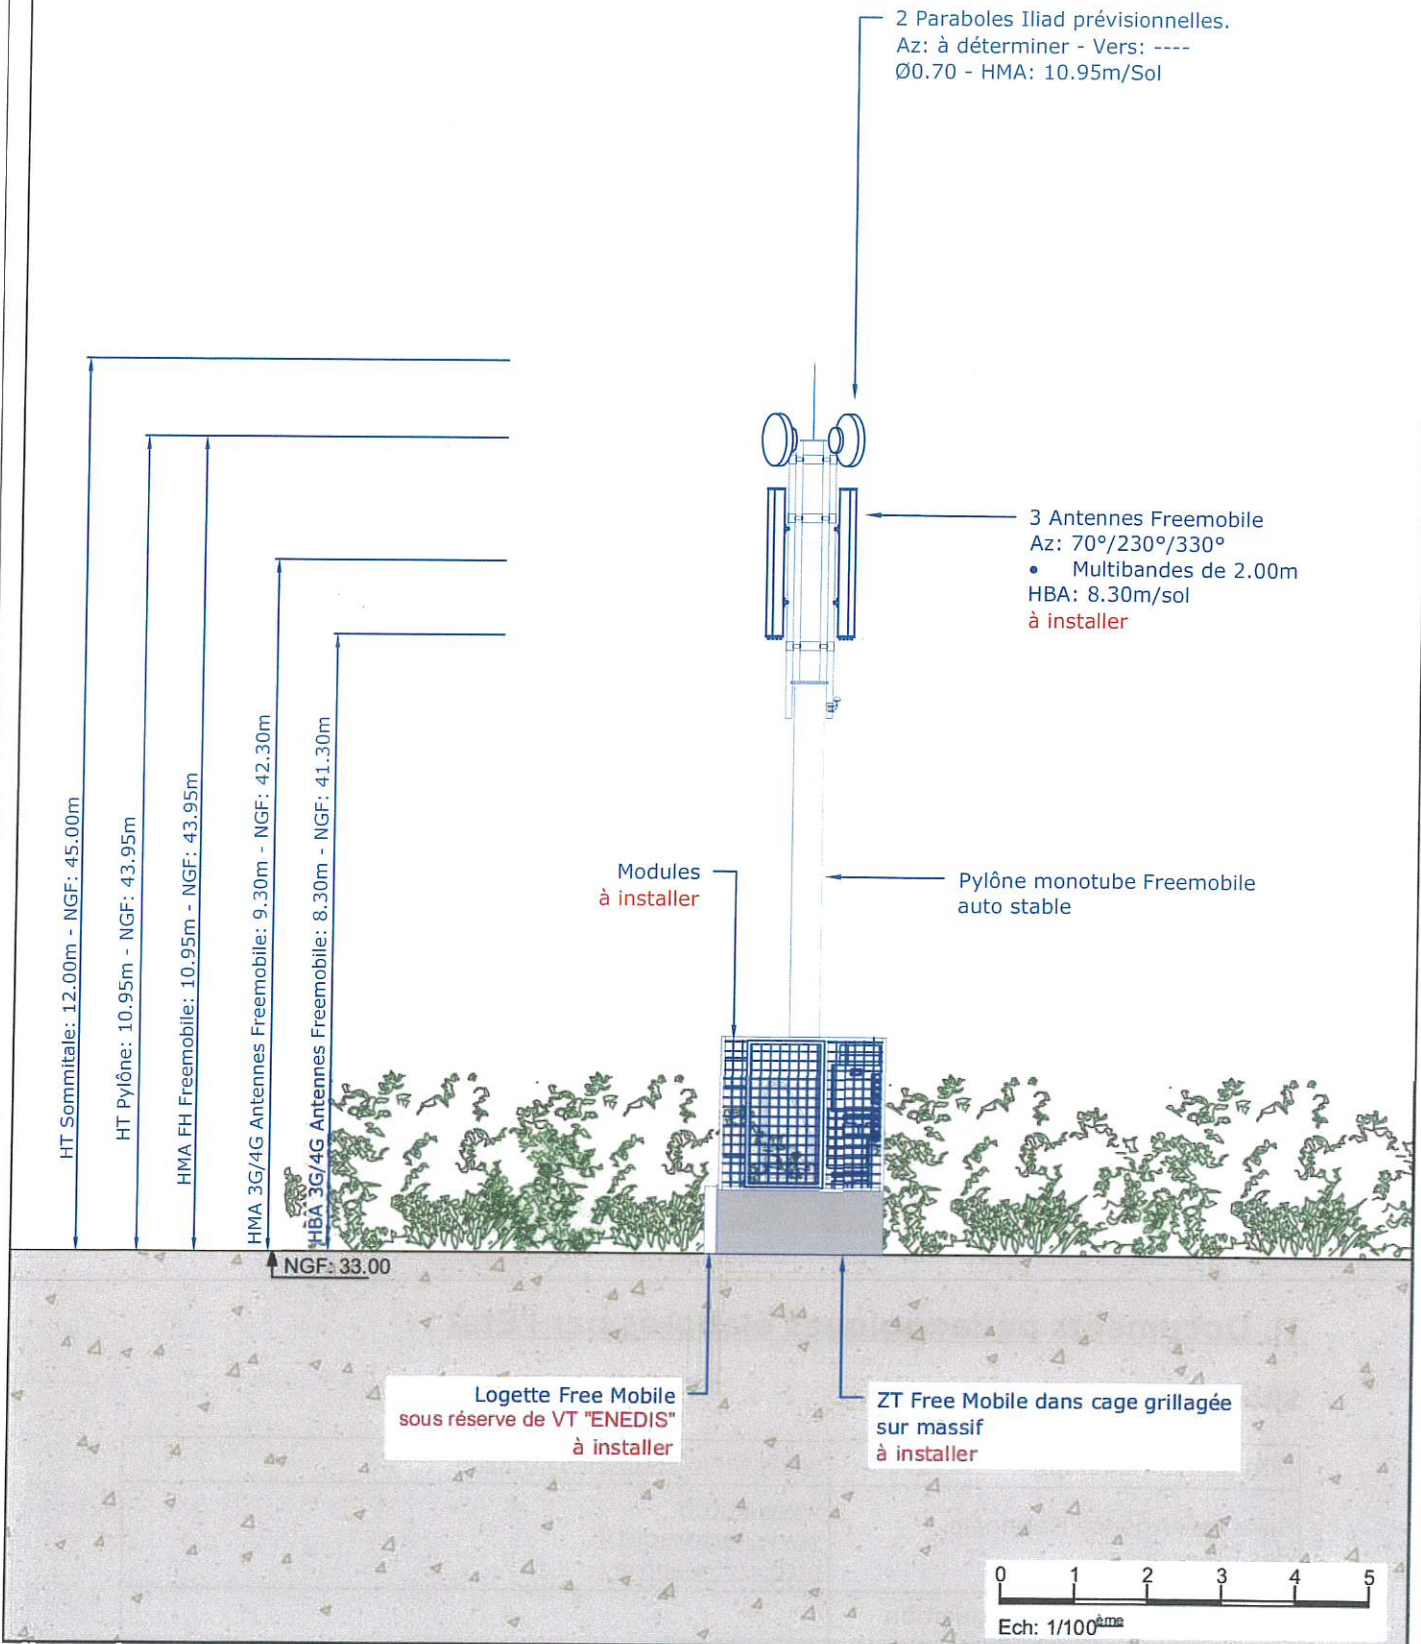 2 Paraboles Iliad prévisionnelles.
Az: à déterminer - Vers: ----
Ø0.70 - HMA: 10.95m/Sol
3 Antennes Freemobile
Az: 70°/230°/330°
• Multibandes de 2.00m
HBA: 8.30m/sol
à installer
HT Sommitale: 12.00m - NGF: 45.00m
HT Pylône: 10.95m - NGF: 43.95m
HMA FH Freemobile: 10.95m - NGF: 43.95m
HMA 3G/4G Antennes Freemobile: 9.30m - NGF: 42.30m
HBA 3G/4G Antennes Freemobile: 8.30m - NGF: 41.30m
Modules
à installer
Pylône monotube Freemobile
auto stable
NGF: 33.00
Logette Free Mobile
sous réserve de VT "ENEDIS"
à installer
ZT Free Mobile dans cage grillagée
sur massif
à installer
0 1 2 3 4 5
Ech: 1/100ème